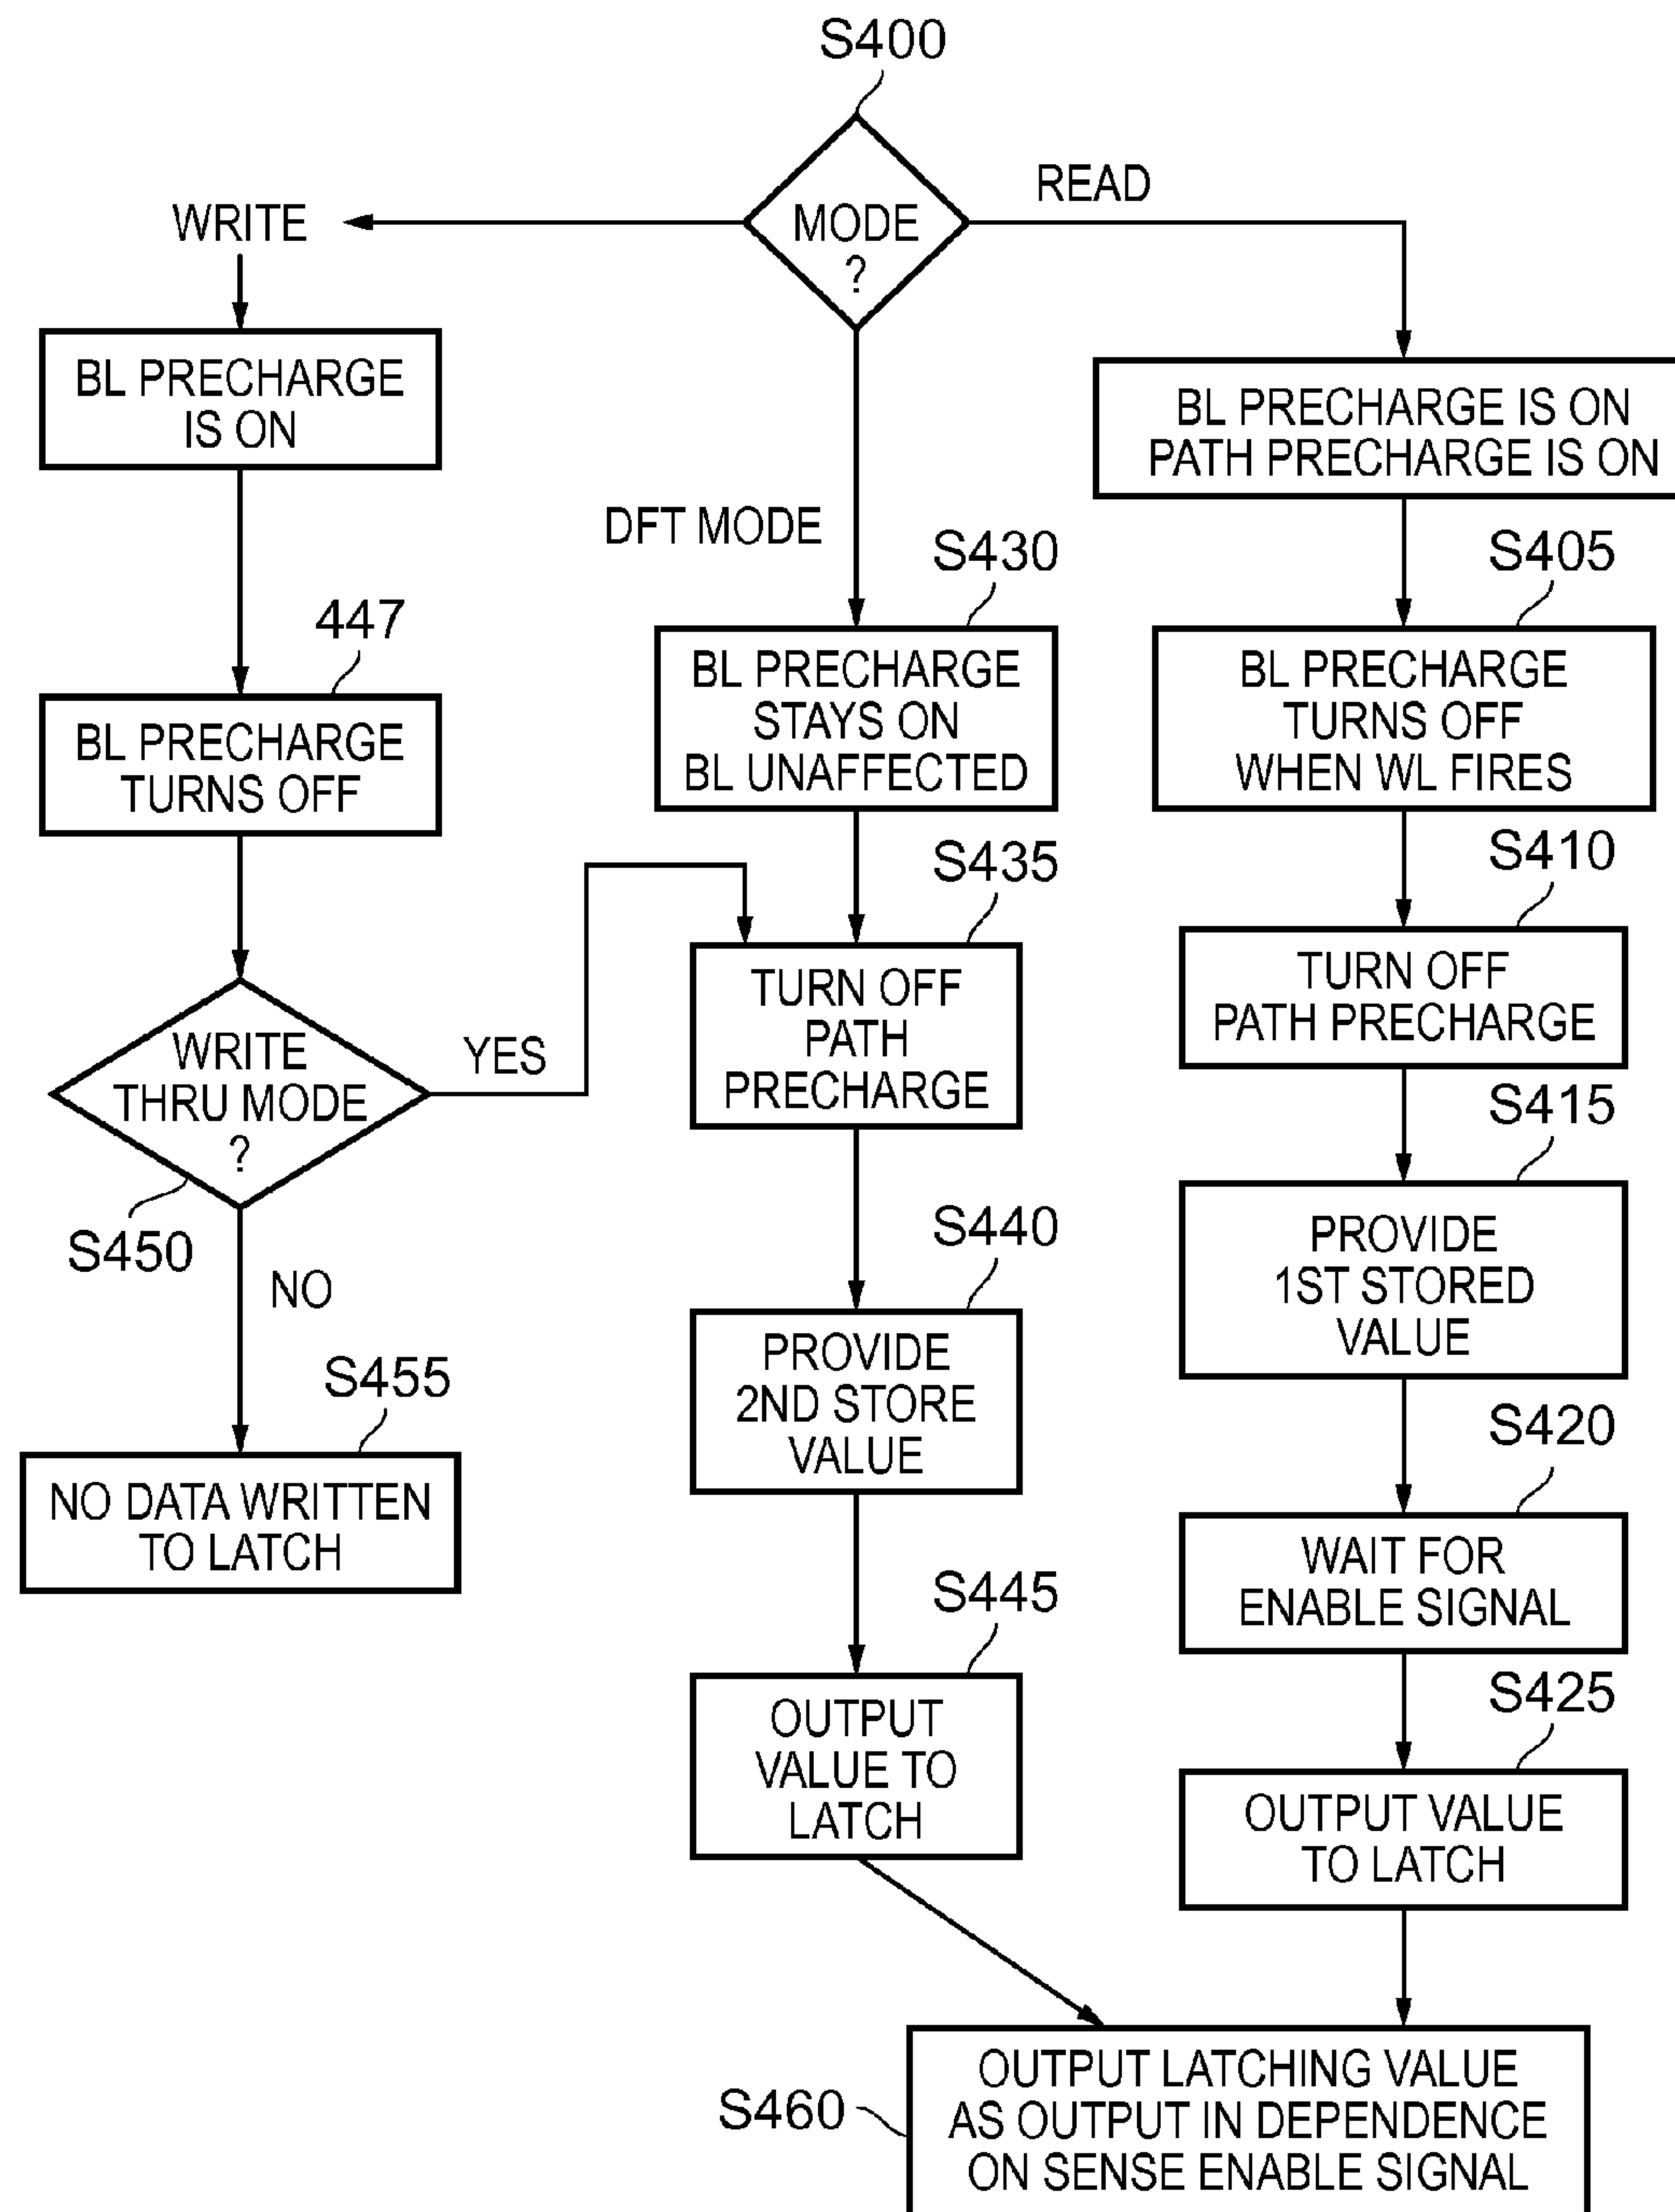 S400
MODE
?
READ
WRITE
BL PRECHARGE
IS ON
BL PRECHARGE IS ON
PATH PRECHARGE IS ON
DFT MODE
447
BL PRECHARGE
TURNS OFF
S430
BL PRECHARGE
STAYS ON
BL UNAFFECTED
S405
BL PRECHARGE
TURNS OFF
WHEN WL FIRES
WRITE
THRU MODE
?
YES
S450
NO
S455
NO DATA WRITTEN
TO LATCH
S435
TURN OFF
PATH
PRECHARGE
S440
PROVIDE
2ND STORE
VALUE
S445
OUTPUT
VALUE TO
LATCH
S410
TURN OFF
PATH PRECHARGE
S415
PROVIDE
1ST STORED
VALUE
S420
WAIT FOR
ENABLE SIGNAL
S425
OUTPUT VALUE
TO LATCH
S460
OUTPUT LATCHING VALUE
AS OUTPUT IN DEPENDENCE
ON SENSE ENABLE SIGNAL